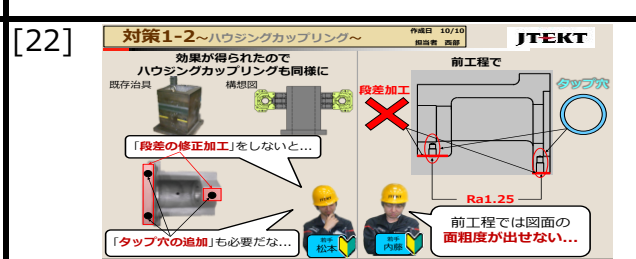 [22]
対策1-2~ハウジングカップリング~
作成日 10/10
担当者 西部
JTEKT
効果が得られたので
ハウジングカップリングも同様に
既存治具
構想図
「段差の修正加工」をしないと...
「タップ穴の追加」も必要だな...
若手
松本
前工程で
段差加工
タップ穴
Ra1.25
若手
内藤
前工程では図面の
面粗度が出せない...